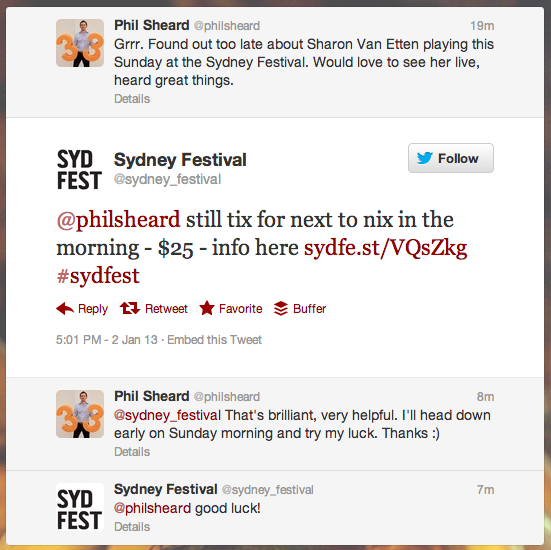 Phil Sheard @philsheard 19m
Grrr. Found out too late about Sharon Van Etten playing this
Sunday at the Sydney Festival. Would love to see her live,
heard great things.
Details
SYD
FEST
Sydney Festival
@sydney_festival
Follow
@philsheard still tix for next to nix in the
morning - $25 - info here sydfe.st/VQsZkg
#sydfest
Reply Retweet Favorite Buffer
5:01 PM - 2 Jan 13 · Embed this Tweet
Phil Sheard @philsheard 8m
@sydney_festival That's brilliant, very helpful. I'll head down
early on Sunday morning and try my luck. Thanks :)
Details
SYD
FEST
Sydney Festival @sydney_festival 7m
@philsheard good luck!
Details